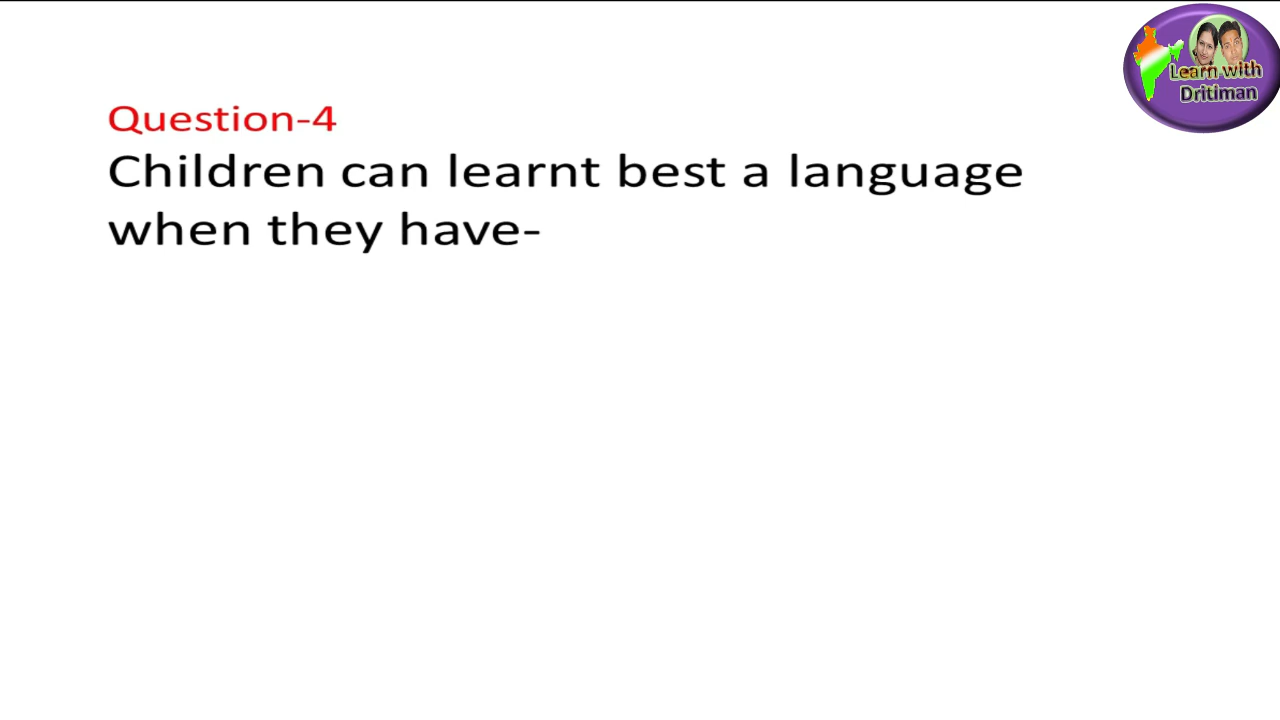 Learn with
Dritiman
Question-4
Children can learnt best a language
when they have-